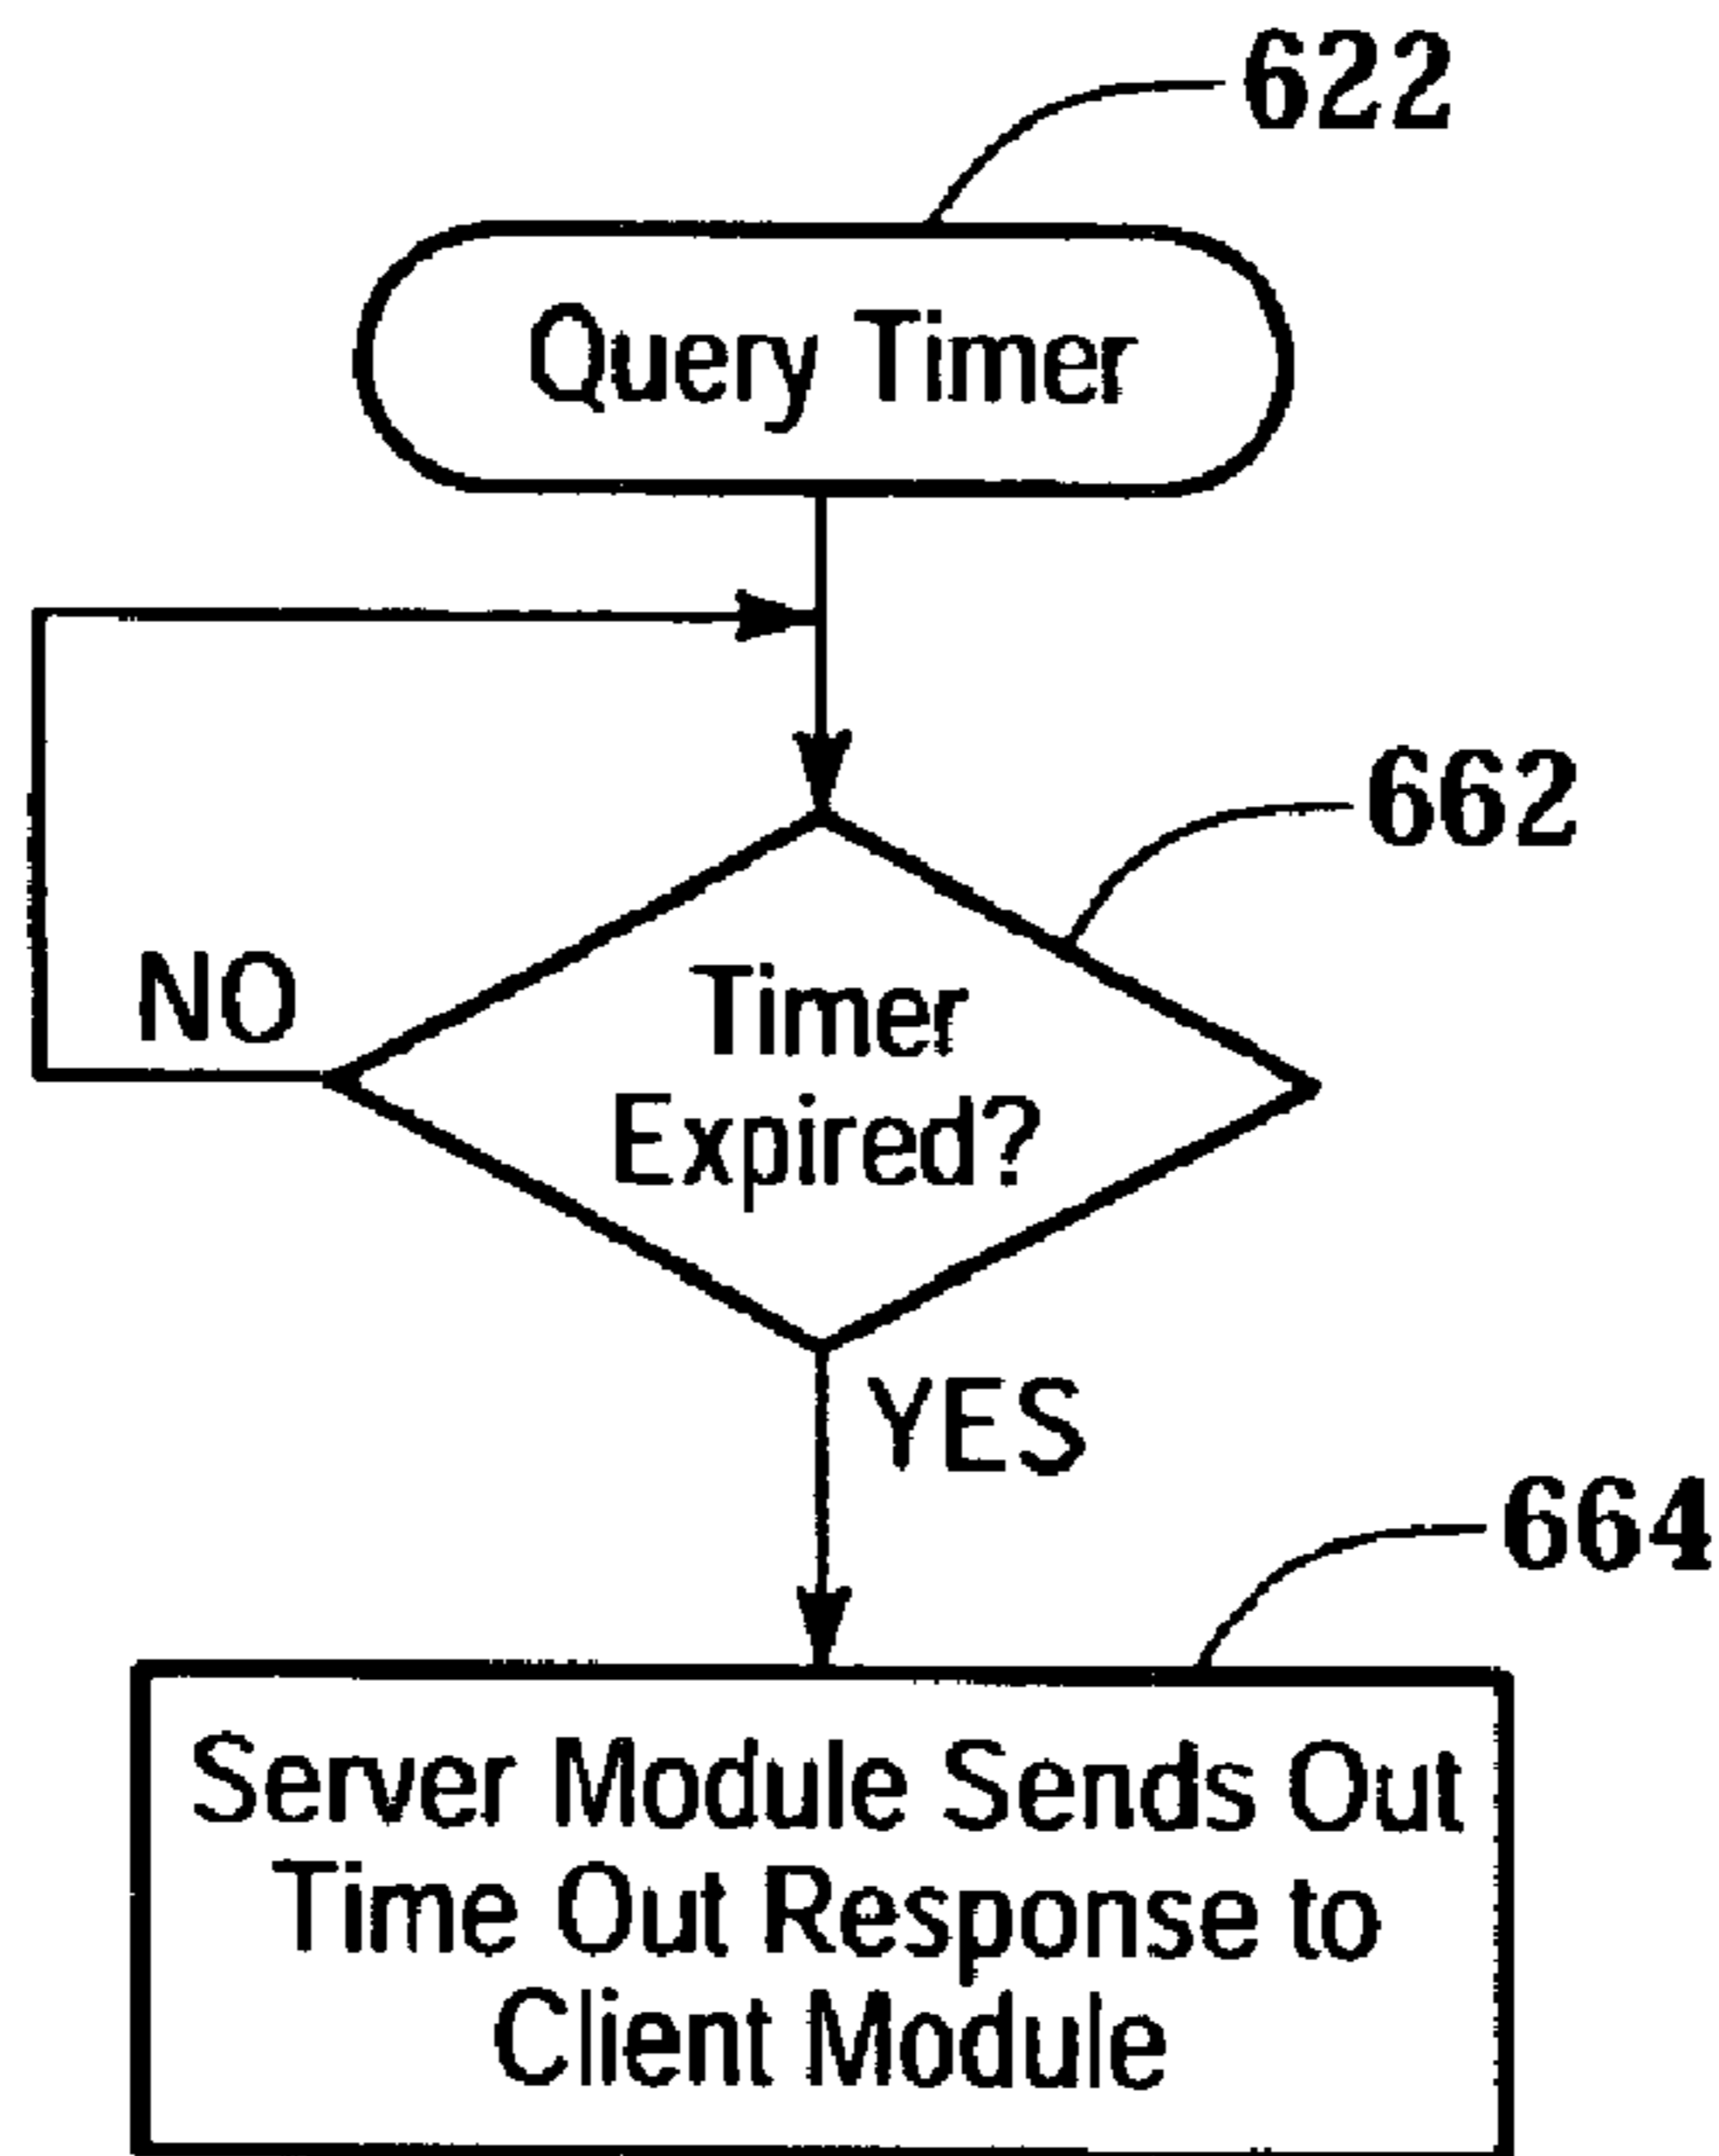 622
Query Timer
662
NO
Timer
Expired?
YES
664
Server Module Sends Out
Time Out Response to
Client Module